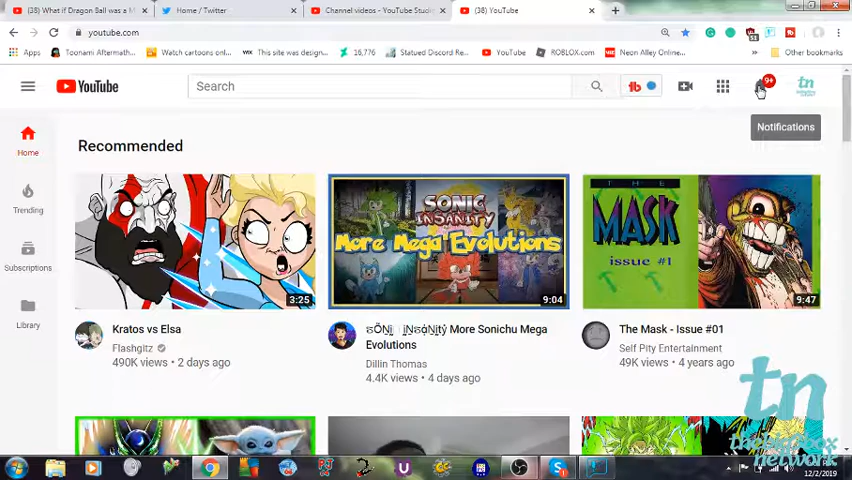 (38) What if Dragon Ball was a M
Home / Twitter
Channel videos - YouTube Studi
(38) YouTube
youtube.com
Apps
Toonami Aftermath...
Watch cartoons onl...
This site was design...
16,776
Statued Discord Re...
YouTube
ROBLOX.com
Neon Alley Online...
Other bookmarks
YouTube
Search
tb
9+
tn
Notifications
Home
Trending
Subscriptions
Library
Recommended
SONIC
INSANITY
More Mega Evolutions
THE
MASK
issue #1
3:25
9:04
9:47
Kratos vs Elsa
Flashgitz
490K views • 2 days ago
More Sonichu Mega
Evolutions
Dillin Thomas
4.4K views • 4 days ago
The Mask - Issue #01
Self Pity Entertainment
49K views • 4 years ago
tn
network
12/2/2019